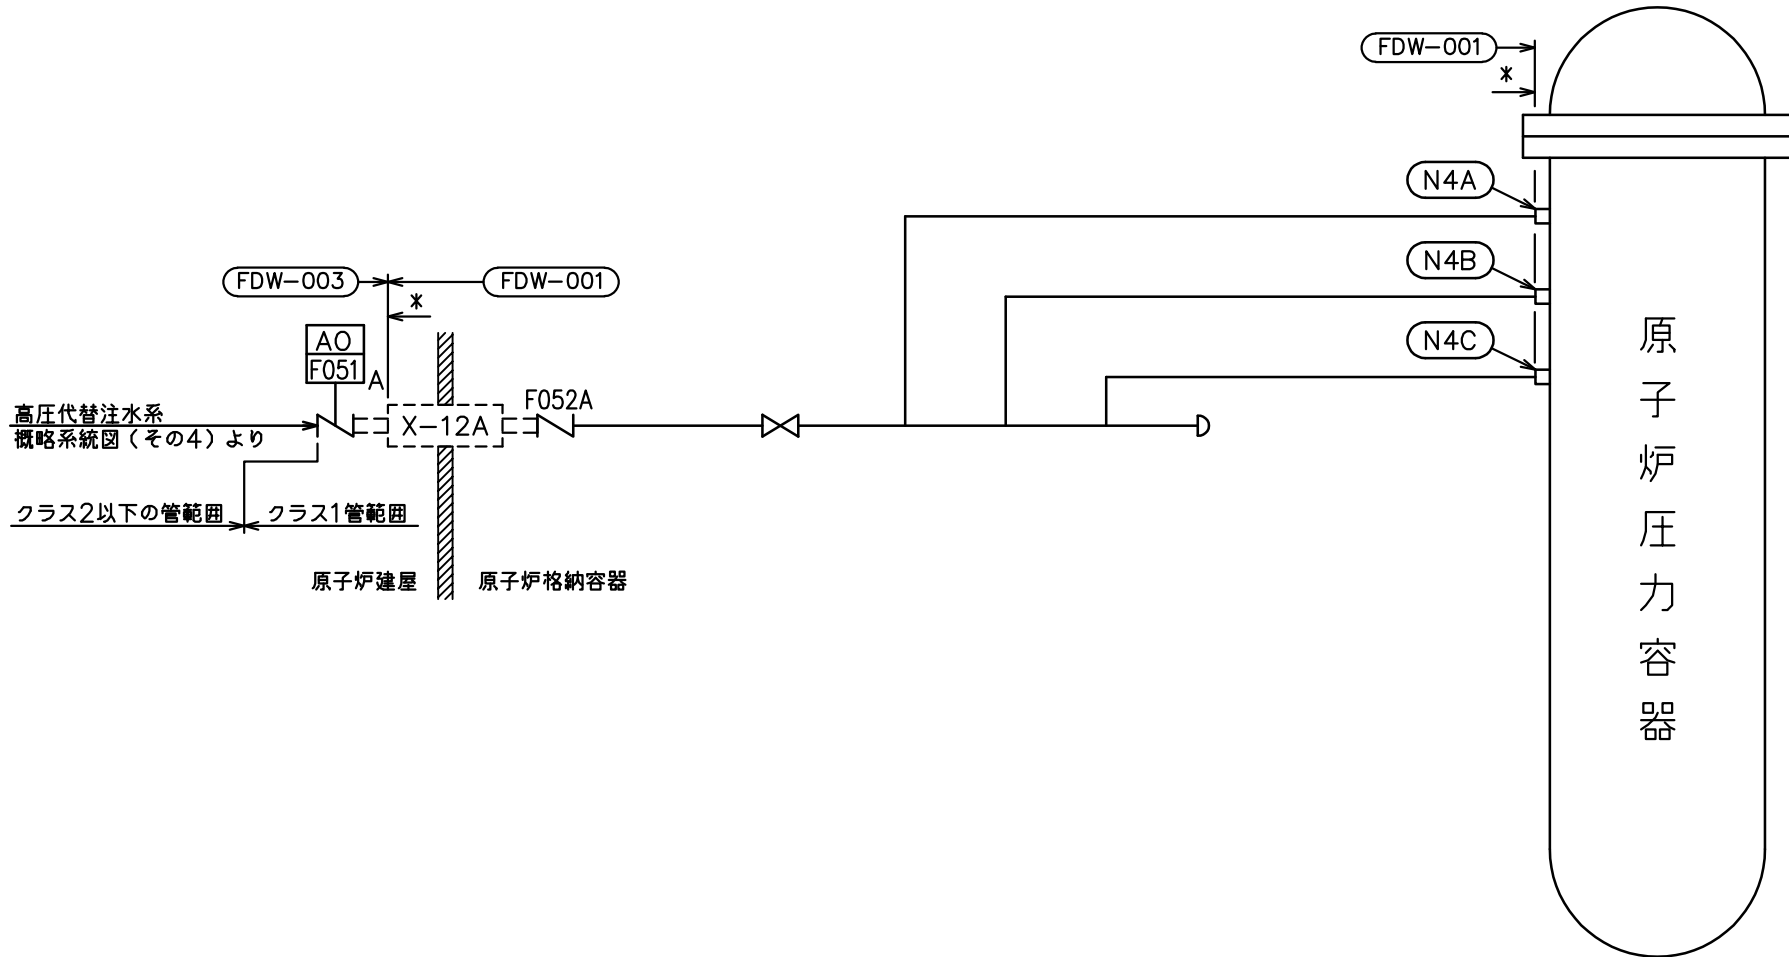 FDW-001
*
N4A
N4B
N4C
FDW-003
FDW-001
*
AO
F051
A
F052A
X-12A
高圧代替注水系
概略系統図(その4)より
クラス2以下の管範囲
クラス1管範囲
原子炉建屋
原子炉格納容器
原子炉圧力容器